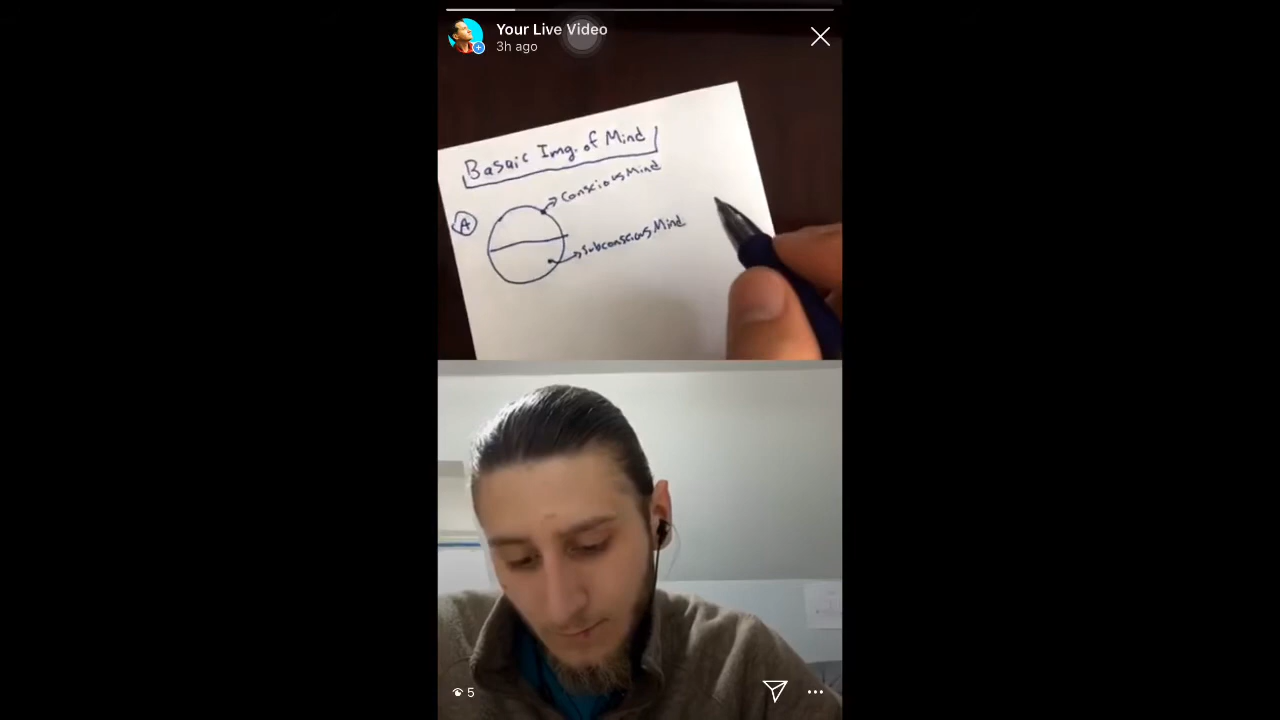 Your Live Video
3h ago
Basaic Img. of Mind
A
Conscious Mind
Subconscious Mind
5